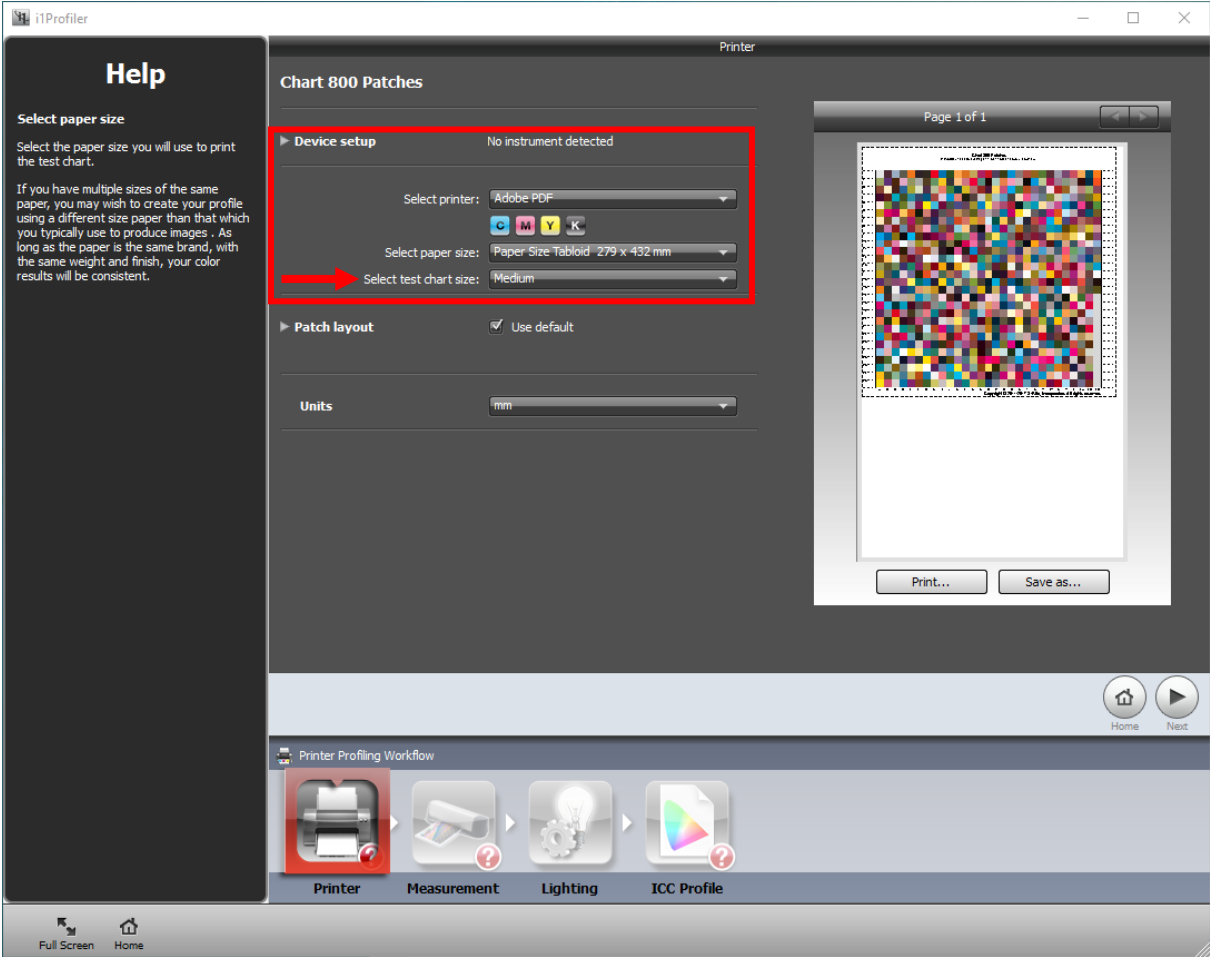 i1Profiler
Help
Select paper size
Select the paper size you will use to print
the test chart.
If you have multiple sizes of the same
paper, you may wish to create your profile
using a different size paper than that which
you typically use to produce images . As
long as the paper is the same brand, with
the same weight and finish, your color
results will be consistent.
Printer
Chart 800 Patches
Device setup No instrument detected
Select printer: Adobe PDF
C M Y K
Select paper size: Paper Size Tabloid 279 x 432 mm
Select test chart size: Medium
Patch layout Use default
Units mm
Page 1 of 1
Chart 800 Patches
Print... Save as...
Home Next
Printer Profiling Workflow
Printer Measurement Lighting ICC Profile
Full Screen Home